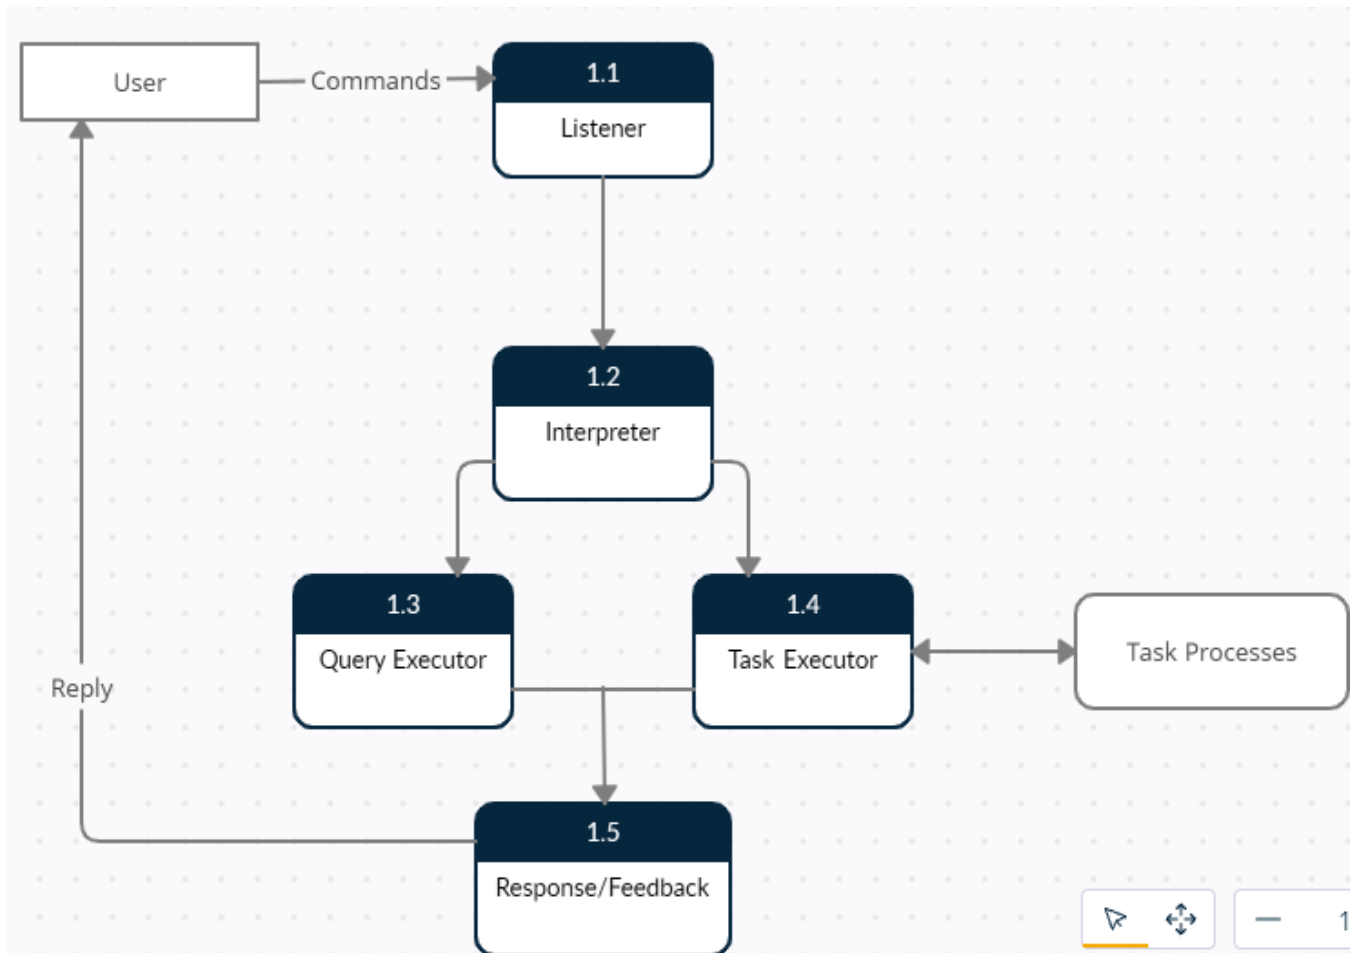 User
Commands
1.1
Listener
1.2
Interpreter
1.3
Query Executor
1.4
Task Executor
Task Processes
Reply
1.5
Response/Feedback
1